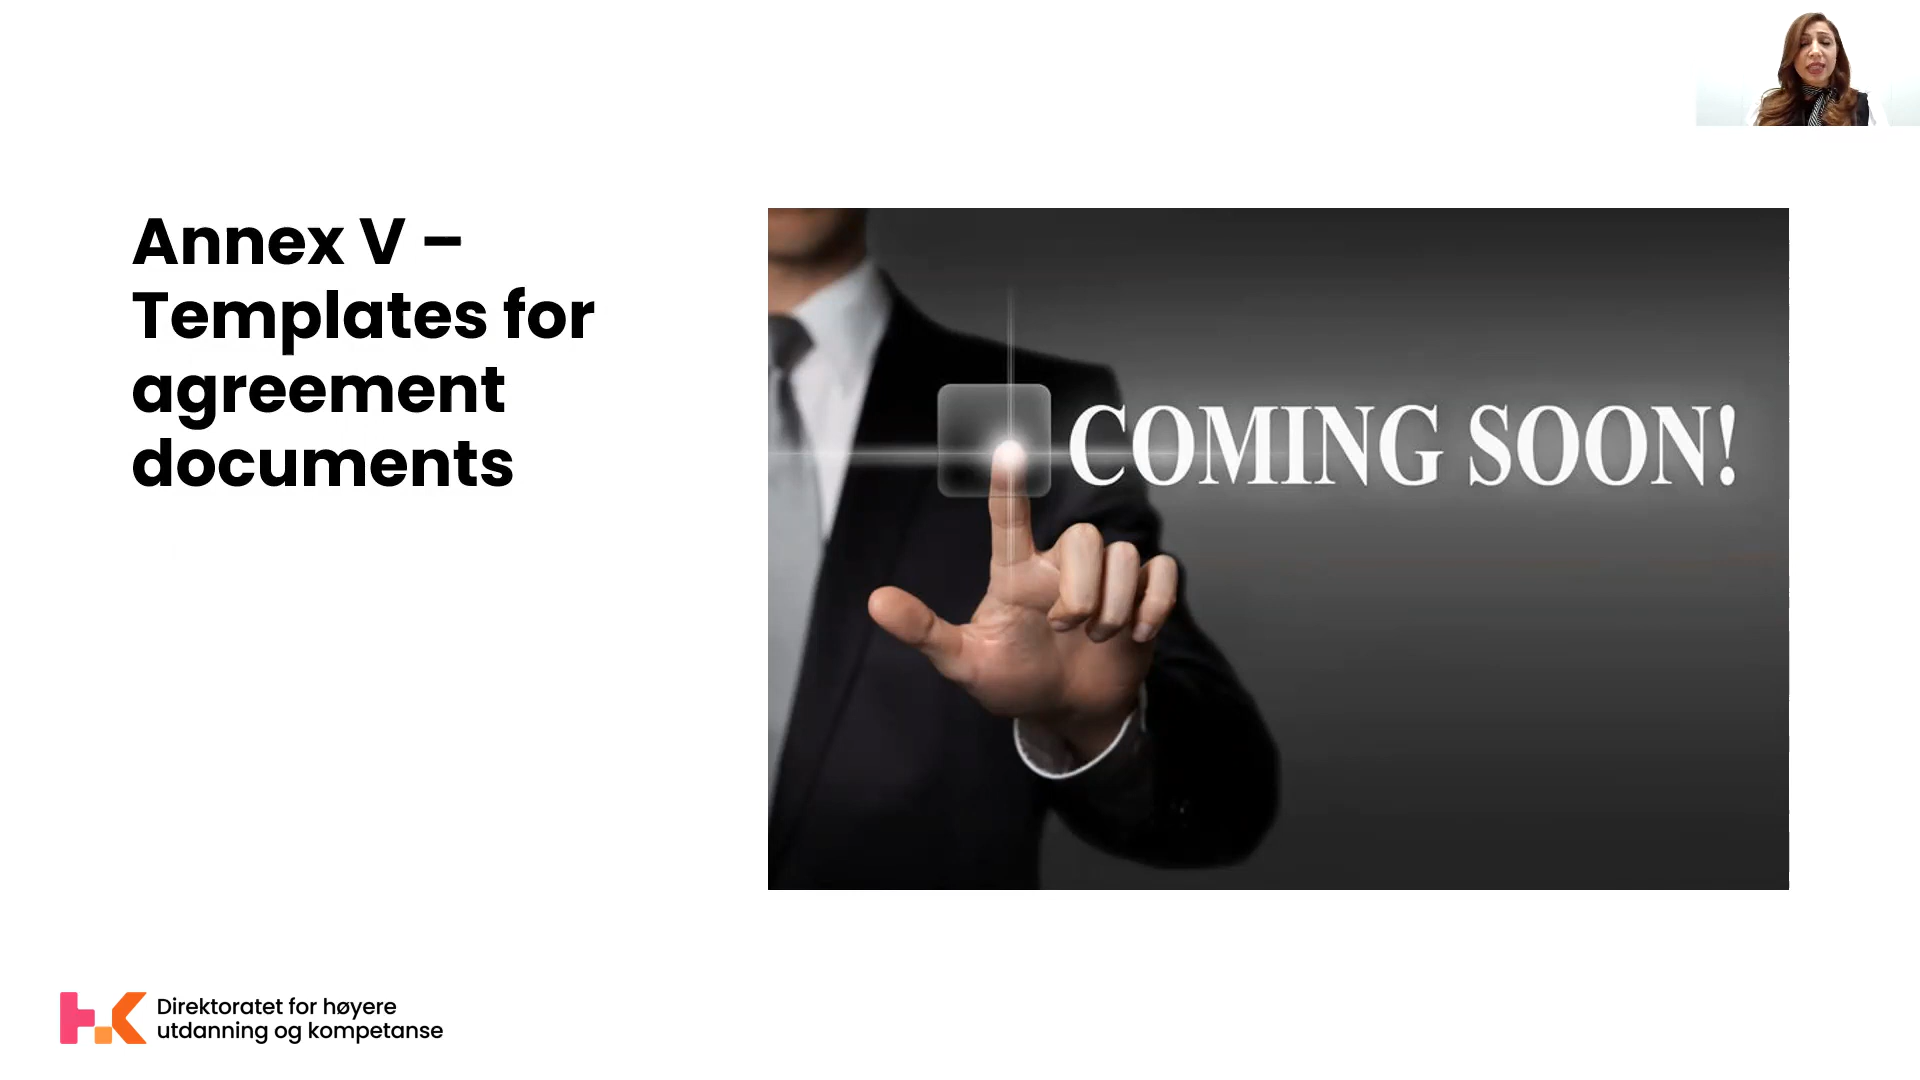 Annex V –
Templates for
agreement
documents
COMING SOON!
Direktoratet for høyere
utdanning og kompetanse